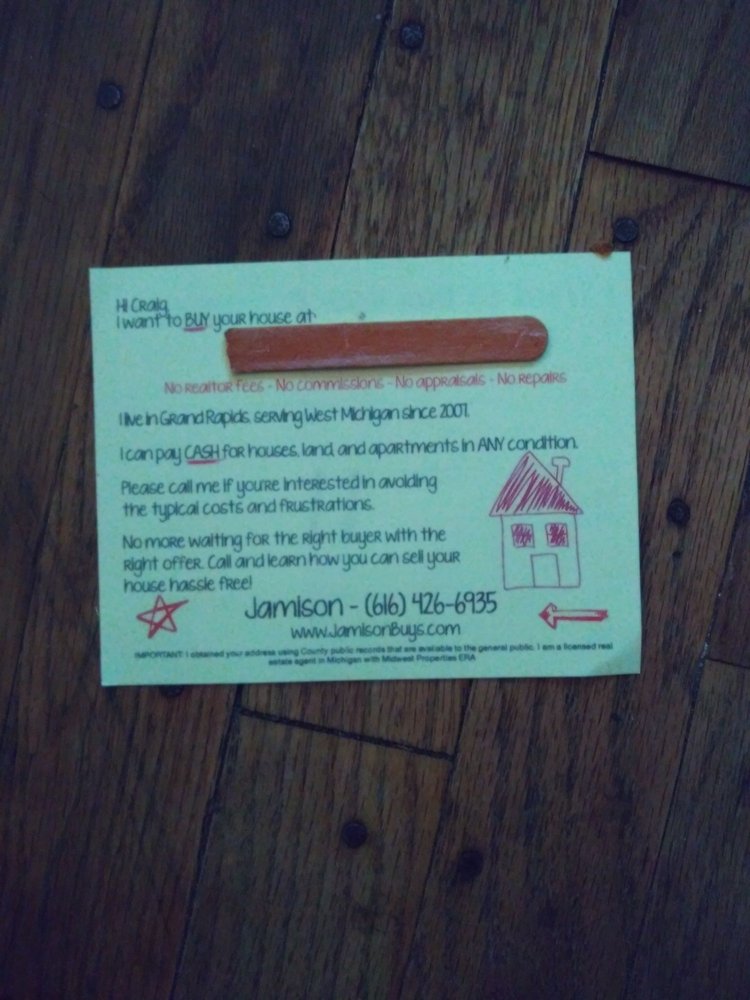 Hi Craig,
I want to BUY your house at:
No realtor fees - No commissions - No appraisals - No repairs
I live in Grand Rapids, serving West Michigan since 2007.
I can pay CASH for houses, land, and apartments in ANY condition.
Please call me if you're interested in avoiding
the typical costs and frustrations.
No more waiting for the right buyer with the
right offer. Call and learn how you can sell your
house hassle free!
Jamison - (616) 426-6935
www.JamisonBuys.com
IMPORTANT: I obtained your address using County public records that are available to the general public. I am a licensed real
estate agent in Michigan with Midwest Properties ERA